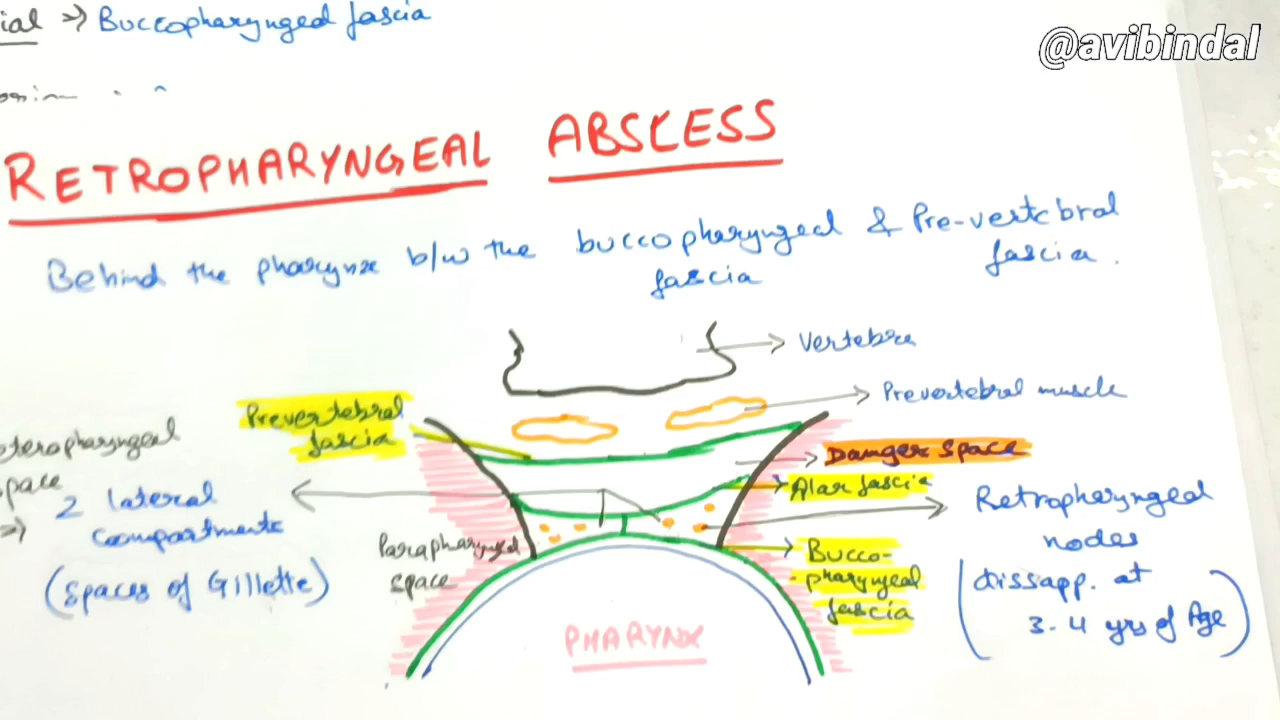 ial => Buccopharyngeal fascia
@avibindal
RETROPHARYNGEAL ABSCESS
Behind the pharynx b/w the buccopharyngeal & Pre-vertebral
fascia fascia.
Vertebra
Prevertebral muscle
Prevertebral
fascia
Danger space
Alar fascia
Retropharyngeal
nodes
(dissapp. at
3-4 yrs of Age)
Bucco-
-pharyngeal
fascia
pace
=> 2 lateral
compartments
(spaces of Gillette)
Parapharyngeal
space
PHARYNX